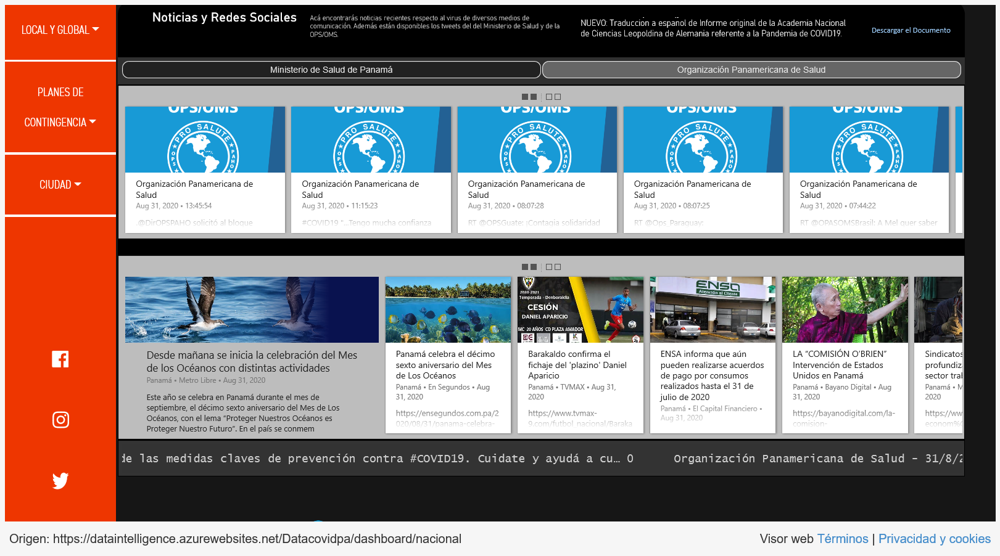 LOCAL Y GLOBAL
PLANES DE
CONTINGENCIA
CIUDAD
Noticias y Redes Sociales
Acá encontrarás noticias recientes respecto al virus de diversos medios de
comunicación. Además están disponibles los tweets del del Ministerio de Salud y de la
OPS/OMS.
NUEVO: Traduccion a español de Informe original de la Academia Nacional
de Ciencias Leopoldina de Alemania referente a la Pandemia de COVID19.
Descargar el Documento
Ministerio de Salud de Panamá
Organización Panamericana de Salud
OPS/OMS
PRO SALUTE
OPS
PAHO
Organización Panamericana de
Salud
Aug 31, 2020 • 13:45:54
.@DirOPSPAHO solicitó al bloque
OPS/OMS
PRO SALUTE
OPS
PAHO
Organización Panamericana de
Salud
Aug 31, 2020 • 11:15:23
#COVID19 "...Tengo mucha confianza
OPS/OMS
PRO SALUTE
OPS
PAHO
Organización Panamericana de
Salud
Aug 31, 2020 • 08:07:28
RT @OPSGuate: ¡Contagia solidaridad
OPS/OMS
PRO SALUTE
OPS
PAHO
Organización Panamericana de
Salud
Aug 31, 2020 • 08:07:25
RT @Ops_Paraguay:
OPS/OMS
PRO SALUTE
OPS
PAHO
Organización Panamericana de
Salud
Aug 31, 2020 • 07:44:22
RT @OPASOMSBrasil: A Mel quer saber
Desde mañana se inicia la celebración del Mes
de los Océanos con distintas actividades
Panamá • Metro Libre • Aug 31, 2020
Este año se celebra en Panamá durante el mes de
septiembre, el décimo sexto aniversario del Mes de Los
Océanos, con el lema “Proteger Nuestros Océanos es
Proteger Nuestro Futuro”. En el país se conmem
Panamá celebra el décimo
sexto aniversario del Mes
de Los Océanos
Panamá • En Segundos • Aug
31, 2020
https://ensegundos.com.pa/2
020/08/31/panama-celebra-
2020-2021
Temporada - Denboraldia
CESIÓN
DANIEL APARICIO
MC 20 AÑOS CD PLAZA AMADOR
Barakaldo confirma el
fichaje del 'plazino' Daniel
Aparicio
Panamá • TVMAX • Aug 31,
2020
https://www.tvmax-
9.com/futbol_nacional/Baraka
ENSA
Atención al Cliente
ENSA informa que aún
pueden realizarse acuerdos
de pago por consumos
realizados hasta el 31 de
julio de 2020
Panamá • El Capital Financiero •
Aug 31, 2020
LA “COMISIÓN O’BRIEN”
Intervención de Estados
Unidos en Panamá
Panamá • Bayano Digital • Aug
31, 2020
https://bayanodigital.com/la-
comision-
Sindicatos
profundiz
sector tral
Panamá • M
2020
https://ww
econom%C
de las medidas claves de prevención contra #COVID19. Cuidate y ayudá a cu… 0 Organización Panamericana de Salud - 31/8/2
Origen: https://dataintelligence.azurewebsites.net/Datacovidpa/dashboard/nacional
Visor web Términos | Privacidad y cookies